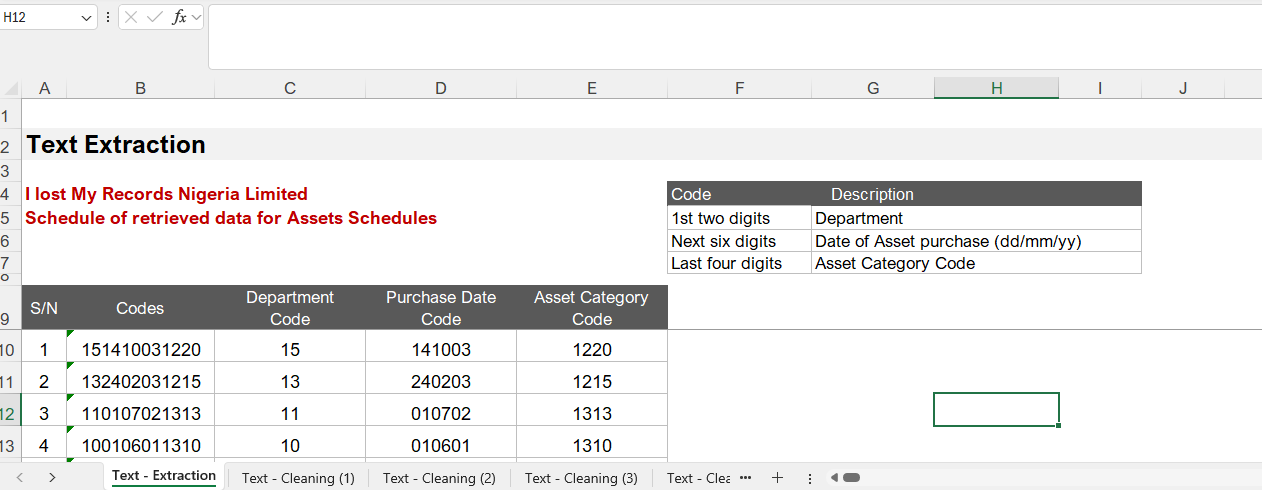 H12 fx
A B C D E F G H I J
1
2 Text Extraction
3
4 I lost My Records Nigeria Limited Code Description
5 Schedule of retrieved data for Assets Schedules 1st two digits Department
6 Next six digits Date of Asset purchase (dd/mm/yy)
7 Last four digits Asset Category Code
S/N Codes Department Code Purchase Date Code Asset Category Code
9
10 1 151410031220 15 141003 1220
11 2 132402031215 13 240203 1215
12 3 110107021313 11 010702 1313
13 4 100106011310 10 010601 1310
Text - Extraction Text - Cleaning (1) Text - Cleaning (2) Text - Cleaning (3) Text - Clea ...